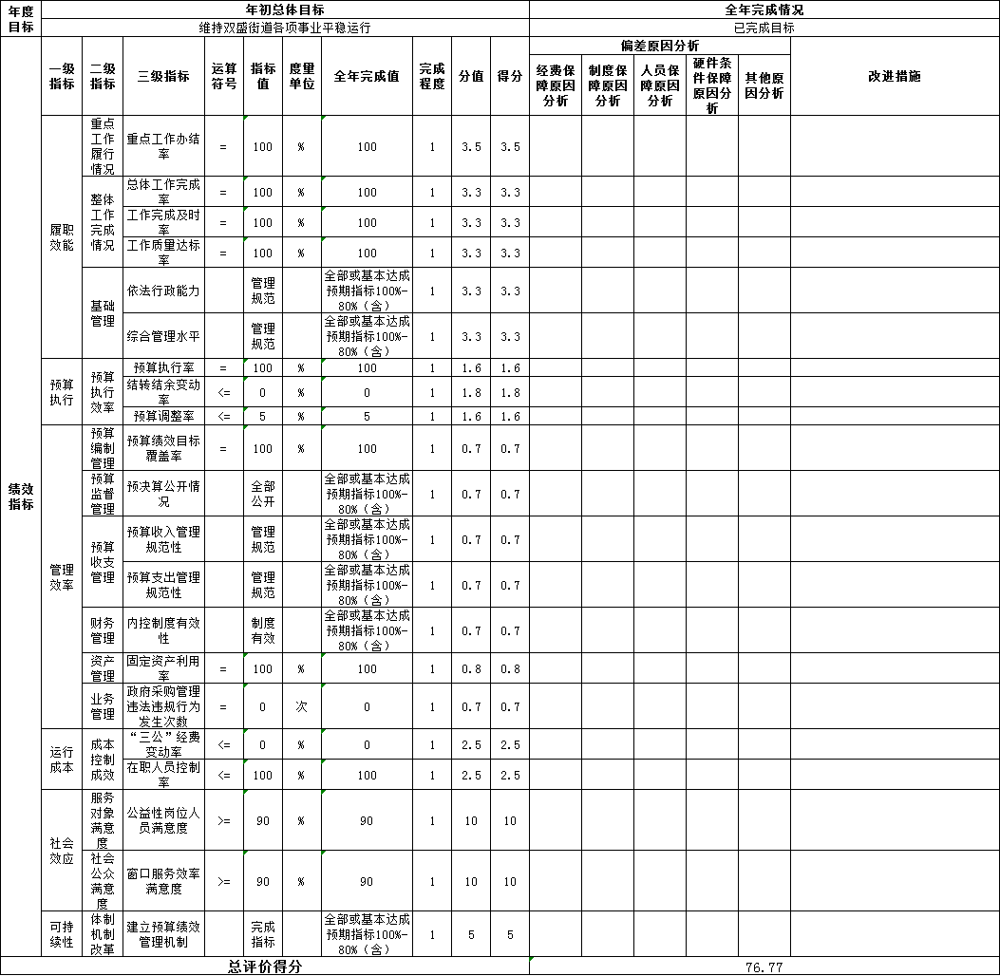 年度目标 年初总体目标 全年完成情况
维持双盛街道各项事业平稳运行 已完成目标
绩效指标 一级指标 二级指标 三级指标 运算符号 指标值 度量单位 全年完成值 完成程度 分值 得分 偏差原因分析 改进措施
经费保障原因分析 制度保障原因分析 人员保障原因分析 硬件条件保障原因分析 其他原因分析
履职效能 重点工作履行情况 重点工作办结率 = 100 % 100 1 3.5 3.5
整体工作完成情况 总体工作完成率 = 100 % 100 1 3.3 3.3
工作完成及时率 = 100 % 100 1 3.3 3.3
工作质量达标率 = 100 % 100 1 3.3 3.3
基础管理 依法行政能力 管理规范 全部或基本达成预期指标100%-80%（含） 1 3.3 3.3
综合管理水平 管理规范 全部或基本达成预期指标100%-80%（含） 1 3.3 3.3
预算执行 预算执行效率 预算执行率 = 100 % 100 1 1.6 1.6
结转结余变动率 <= 0 % 0 1 1.8 1.8
预算调整率 <= 5 % 5 1 1.6 1.6
管理效率 预算编制管理 预算绩效目标覆盖率 = 100 % 100 1 0.7 0.7
预算监督管理 预决算公开情况 全部公开 全部或基本达成预期指标100%-80%（含） 1 0.7 0.7
预算收支管理 预算收入管理规范性 管理规范 全部或基本达成预期指标100%-80%（含） 1 0.7 0.7
预算支出管理规范性 管理规范 全部或基本达成预期指标100%-80%（含） 1 0.7 0.7
财务管理 内控制度有效性 制度有效 全部或基本达成预期指标100%-80%（含） 1 0.7 0.7
资产管理 固定资产利用率 = 100 % 100 1 0.8 0.8
业务管理 政府采购管理违法违规行为发生次数 = 0 次 0 1 0.7 0.7
运行成本 成本控制成效 “三公”经费变动率 <= 0 % 0 1 2.5 2.5
在职人员控制率 <= 100 % 100 1 2.5 2.5
社会效应 服务对象满意度 公益性岗位人员满意度 >= 90 % 90 1 10 10
社会公众满意度 窗口服务效率满意度 >= 90 % 90 1 10 10
可持续性 体制机制改革 建立预算绩效管理机制 完成指标 全部或基本达成预期指标100%-80%（含） 1 5 5
总评价得分 76.77